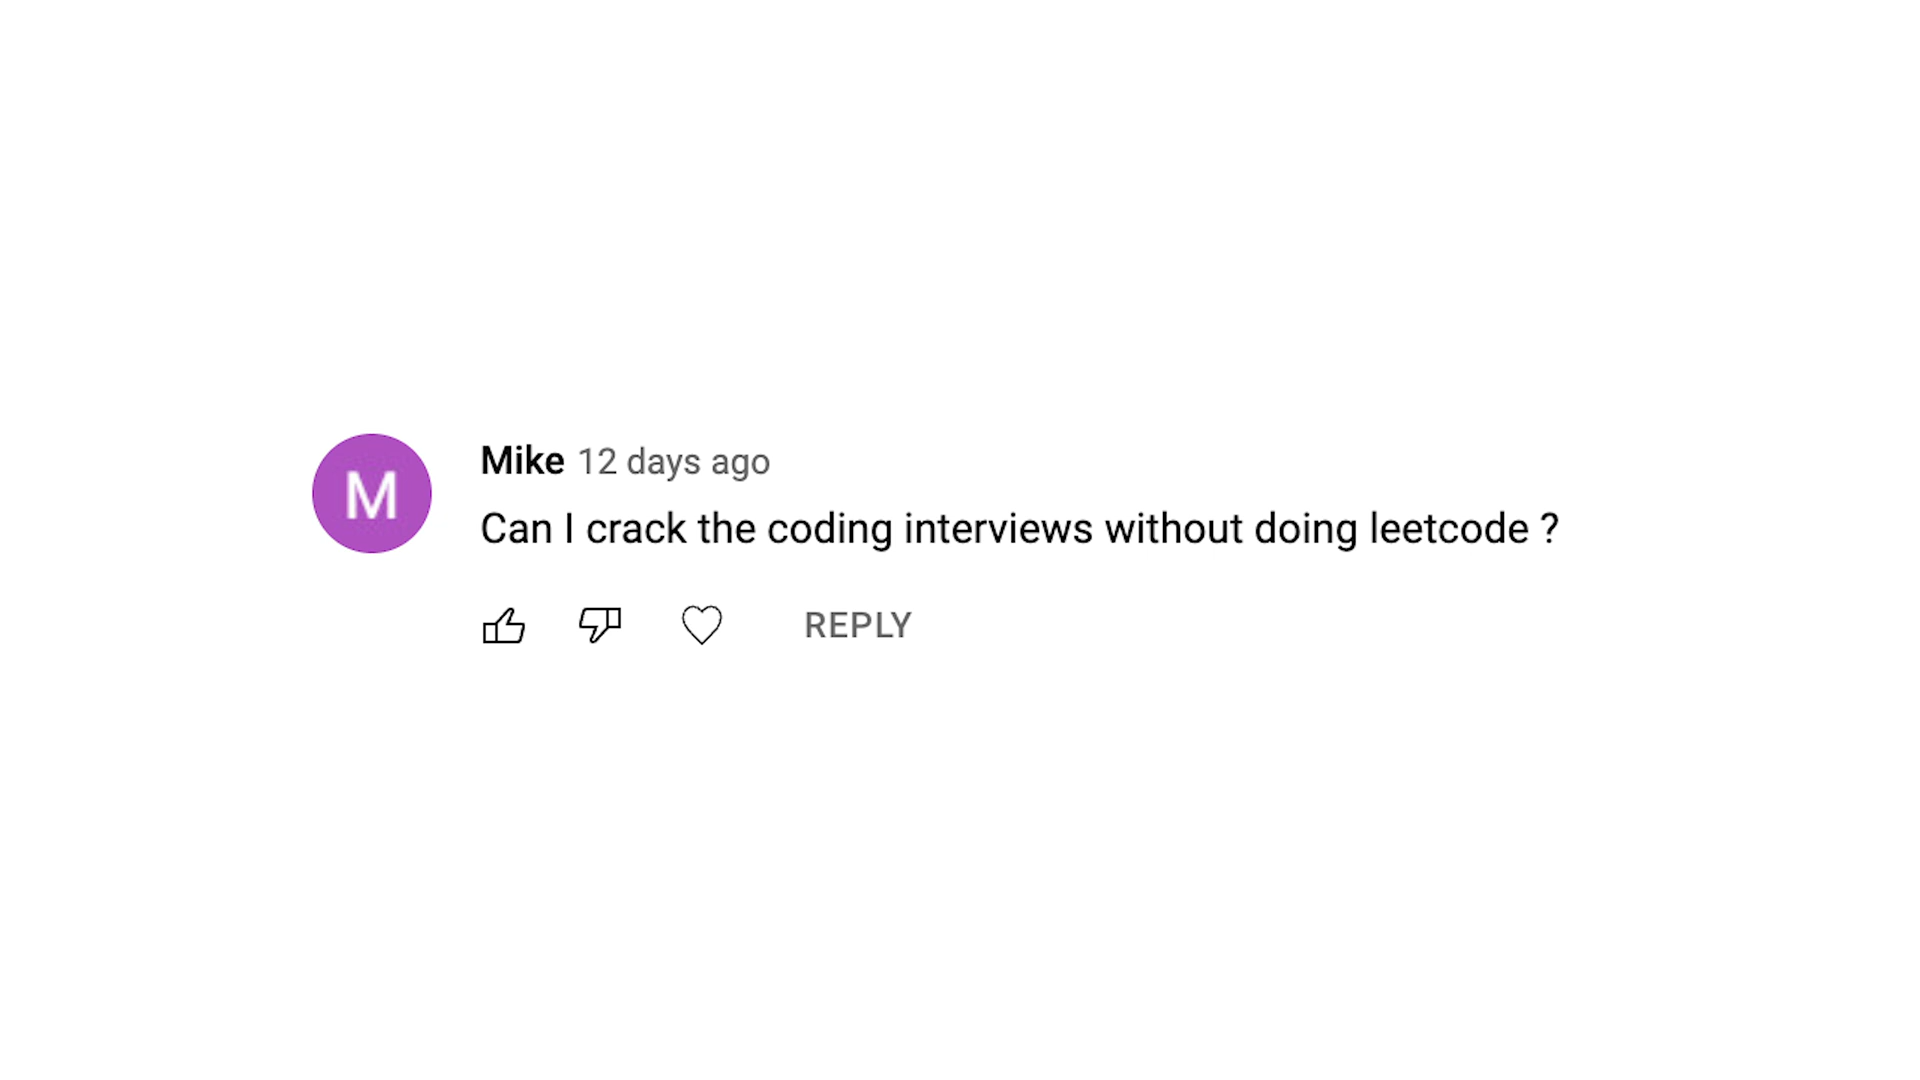 M
Mike 12 days ago
Can I crack the coding interviews without doing leetcode ?
REPLY